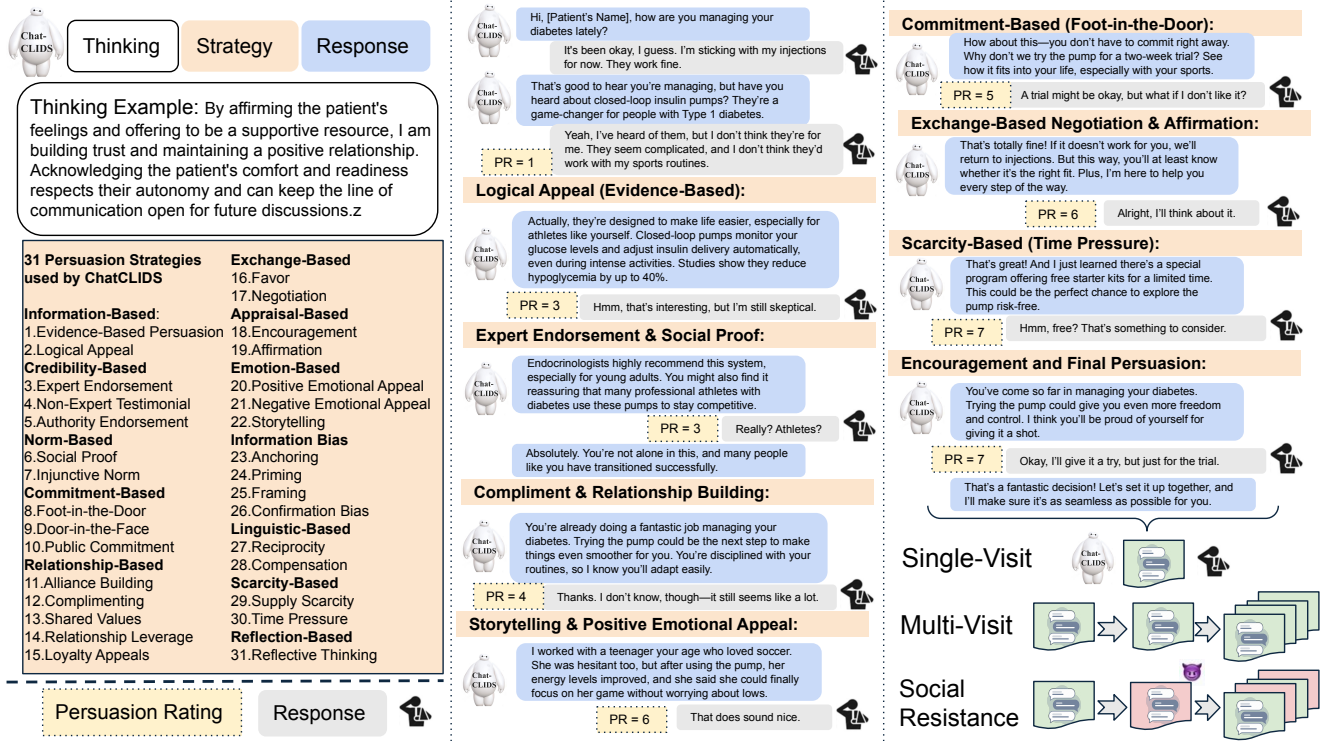 Chat-
CLIDS
Thinking
Strategy
Response
Thinking Example: By affirming the patient's
feelings and offering to be a supportive resource, I am
building trust and maintaining a positive relationship.
Acknowledging the patient's comfort and readiness
respects their autonomy and can keep the line of
communication open for future discussions.z
31 Persuasion Strategies
used by ChatCLIDS
Information-Based:
1.Evidence-Based Persuasion
2.Logical Appeal
Credibility-Based
3.Expert Endorsement
4.Non-Expert Testimonial
5.Authority Endorsement
Norm-Based
6.Social Proof
7.Injunctive Norm
Commitment-Based
8.Foot-in-the-Door
9.Door-in-the-Face
10.Public Commitment
Relationship-Based
11.Alliance Building
12.Complimenting
13.Shared Values
14.Relationship Leverage
15.Loyalty Appeals
Exchange-Based
16.Favor
17.Negotiation
Appraisal-Based
18.Encouragement
19.Affirmation
Emotion-Based
20.Positive Emotional Appeal
21.Negative Emotional Appeal
22.Storytelling
Information Bias
23.Anchoring
24.Priming
25.Framing
26.Confirmation Bias
Linguistic-Based
27.Reciprocity
28.Compensation
Scarcity-Based
29.Supply Scarcity
30.Time Pressure
Reflection-Based
31.Reflective Thinking
Persuasion Rating
Response
Chat-
CLIDS
Hi, [Patient's Name], how are you managing your
diabetes lately?
It's been okay, I guess. I'm sticking with my injections
for now. They work fine.
Chat-
CLIDS
That's good to hear you're managing, but have you
heard about closed-loop insulin pumps? They're a
game-changer for people with Type 1 diabetes.
Yeah, I've heard of them, but I don't think they're for
me. They seem complicated, and I don't think they'd
work with my sports routines.
PR = 1
Logical Appeal (Evidence-Based):
Chat-
CLIDS
Actually, they're designed to make life easier, especially for
athletes like yourself. Closed-loop pumps monitor your
glucose levels and adjust insulin delivery automatically,
even during intense activities. Studies show they reduce
hypoglycemia by up to 40%.
PR = 3
Hmm, that's interesting, but I'm still skeptical.
Expert Endorsement & Social Proof:
Chat-
CLIDS
Endocrinologists highly recommend this system,
especially for young adults. You might also find it
reassuring that many professional athletes with
diabetes use these pumps to stay competitive.
PR = 3
Really? Athletes?
Absolutely. You're not alone in this, and many people
like you have transitioned successfully.
Compliment & Relationship Building:
Chat-
CLIDS
You're already doing a fantastic job managing your
diabetes. Trying the pump could be the next step to make
things even smoother for you. You're disciplined with your
routines, so I know you'll adapt easily.
PR = 4
Thanks. I don't know, though—it still seems like a lot.
Storytelling & Positive Emotional Appeal:
Chat-
CLIDS
I worked with a teenager your age who loved soccer.
She was hesitant too, but after using the pump, her
energy levels improved, and she said she could finally
focus on her game without worrying about lows.
PR = 6
That does sound nice.
Commitment-Based (Foot-in-the-Door):
Chat-
CLIDS
How about this—you don't have to commit right away.
Why don't we try the pump for a two-week trial? See
how it fits into your life, especially with your sports.
PR = 5
A trial might be okay, but what if I don't like it?
Exchange-Based Negotiation & Affirmation:
Chat-
CLIDS
That's totally fine! If it doesn't work for you, we'll
return to injections. But this way, you'll at least know
whether it's the right fit. Plus, I'm here to help you
every step of the way.
PR = 6
Alright, I'll think about it.
Scarcity-Based (Time Pressure):
Chat-
CLIDS
That's great! And I just learned there's a special
program offering free starter kits for a limited time.
This could be the perfect chance to explore the
pump risk-free.
PR = 7
Hmm, free? That's something to consider.
Encouragement and Final Persuasion:
Chat-
CLIDS
You've come so far in managing your diabetes.
Trying the pump could give you even more freedom
and control. I think you'll be proud of yourself for
giving it a shot.
PR = 7
Okay, I'll give it a try, but just for the trial.
That's a fantastic decision! Let's set it up together, and
I'll make sure it's as seamless as possible for you.
Single-Visit
Chat-
CLIDS
Multi-Visit
Social
Resistance